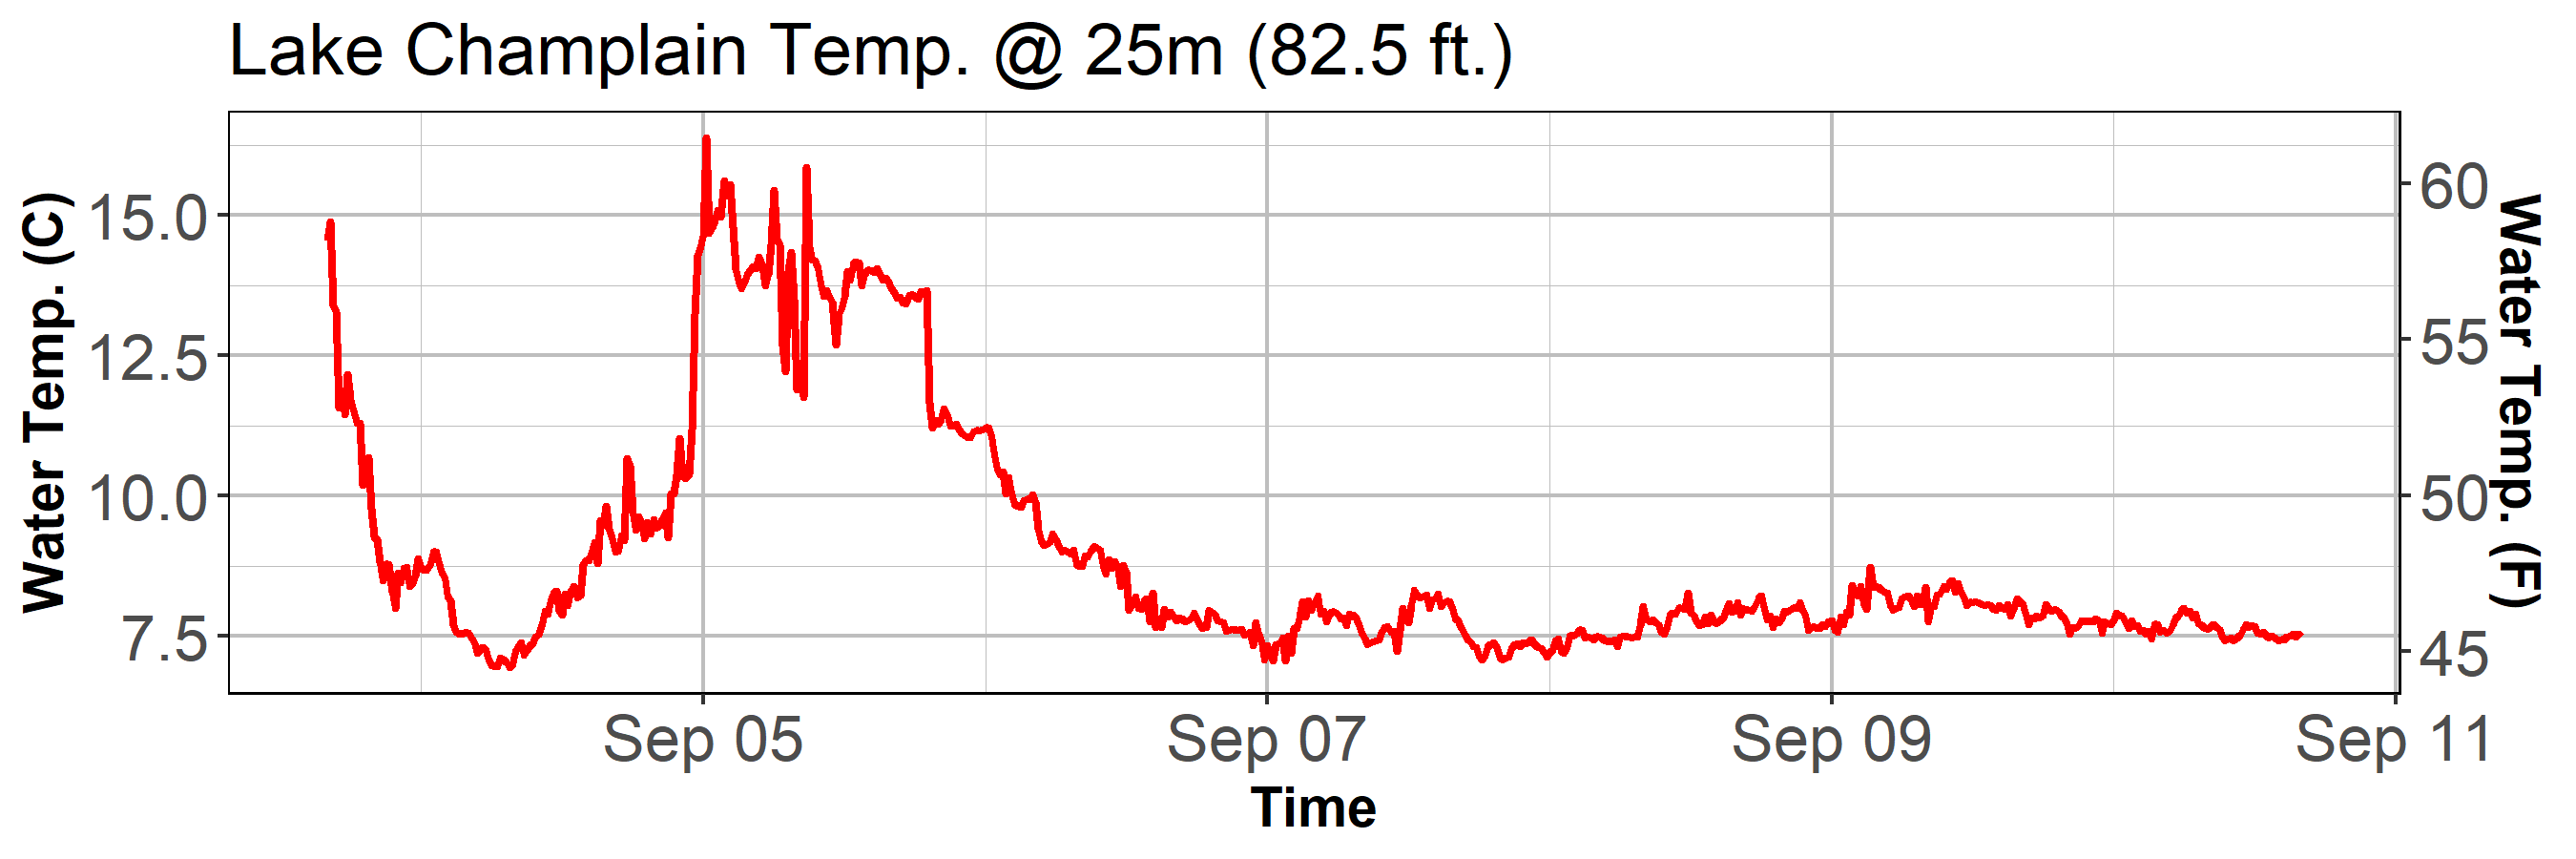 Lake Champlain Temp. @ 25m (82.5 ft.)
Water Temp. (C)
15.0
12.5
10.0
7.5
60
55
50
45
Water Temp. (F)
Sep 05 Sep 07 Sep 09 Sep 11
Time